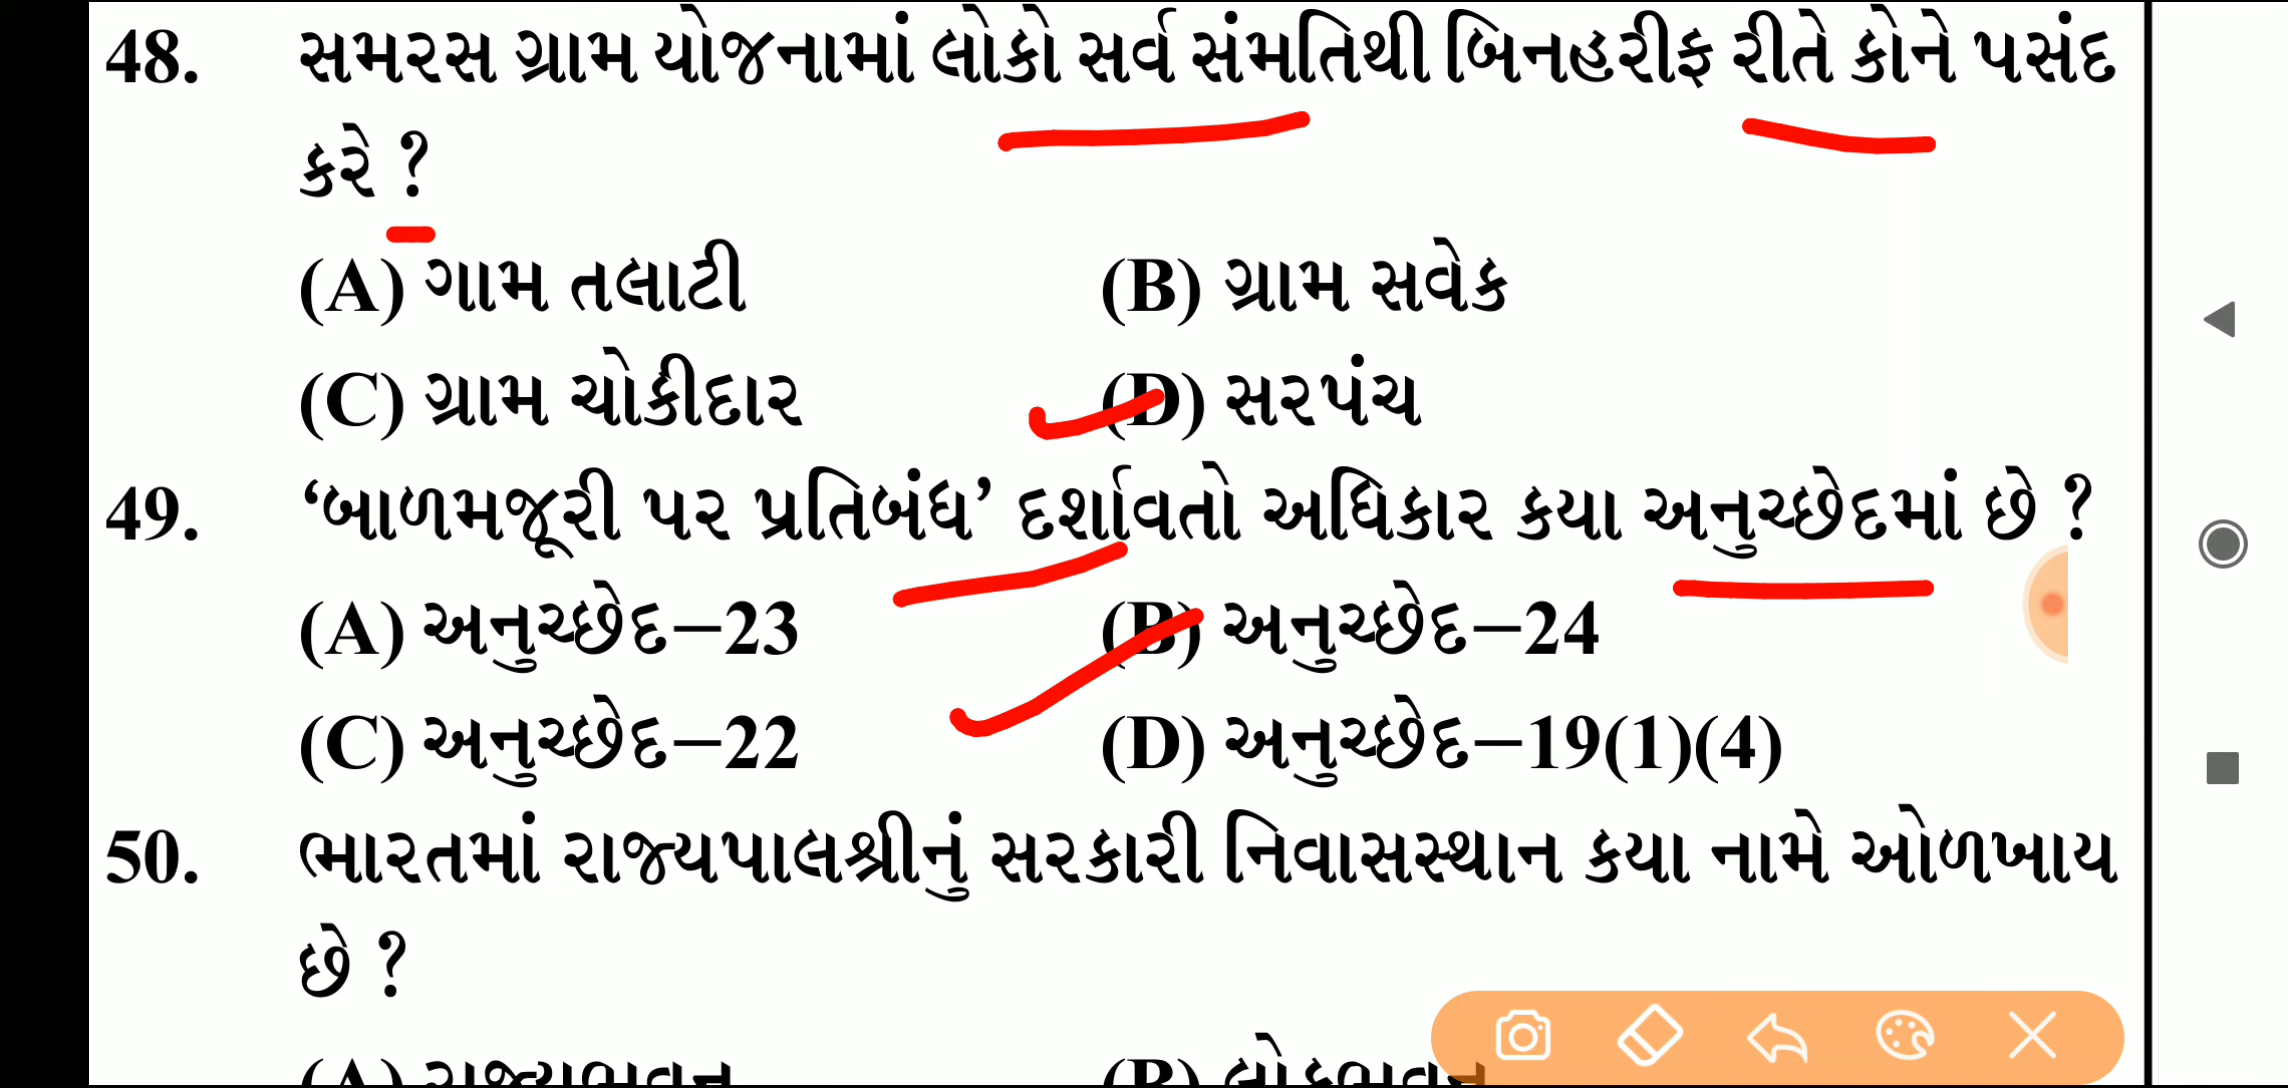 48. સમરસ ગ્રામ યોજનામાં લોકો સર્વ સંમતિથી બિનહરીફ રીતે કોને પસંદ
કરે ?
(A) ગામ તલાટી (B) ગ્રામ સવેક
(C) ગ્રામ ચોકીદાર (D) સરપંચ
49. ‘બાળમજૂરી પર પ્રતિબંધ’ દર્શાવતો અધિકાર કયા અનુચ્છેદમાં છે ?
(A) અનુચ્છેદ–23 (B) અનુચ્છેદ–24
(C) અનુચ્છેદ–22 (D) અનુચ્છેદ–19(1)(4)
50. ભારતમાં રાજ્યપાલશ્રીનું સરકારી નિવાસસ્થાન કયા નામે ઓળખાય
છે ?
(A) રાજ્યભવન (B) લોકભવન